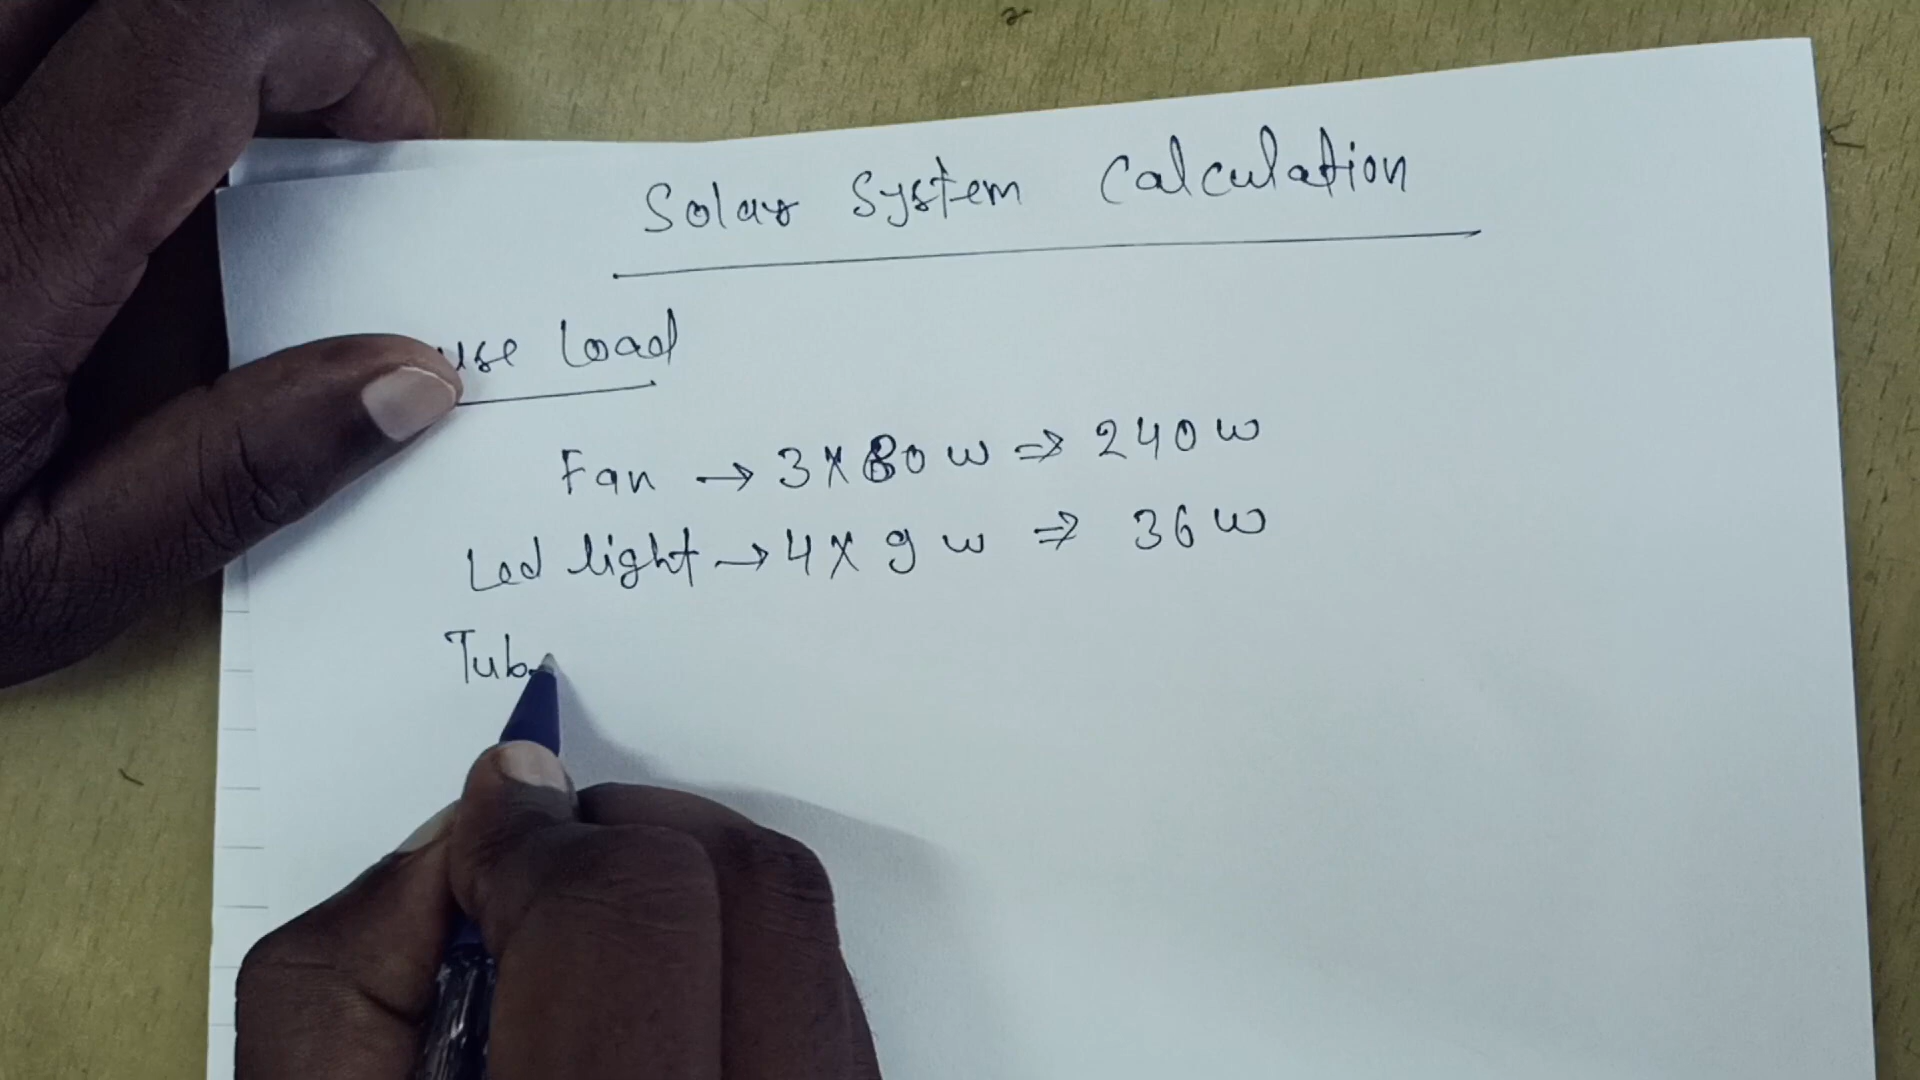 Solar System Calculation
use Load
Fan → 3 X 80 W ⇒ 240 W
Led light → 4 X 9 W ⇒ 36 W
Tub